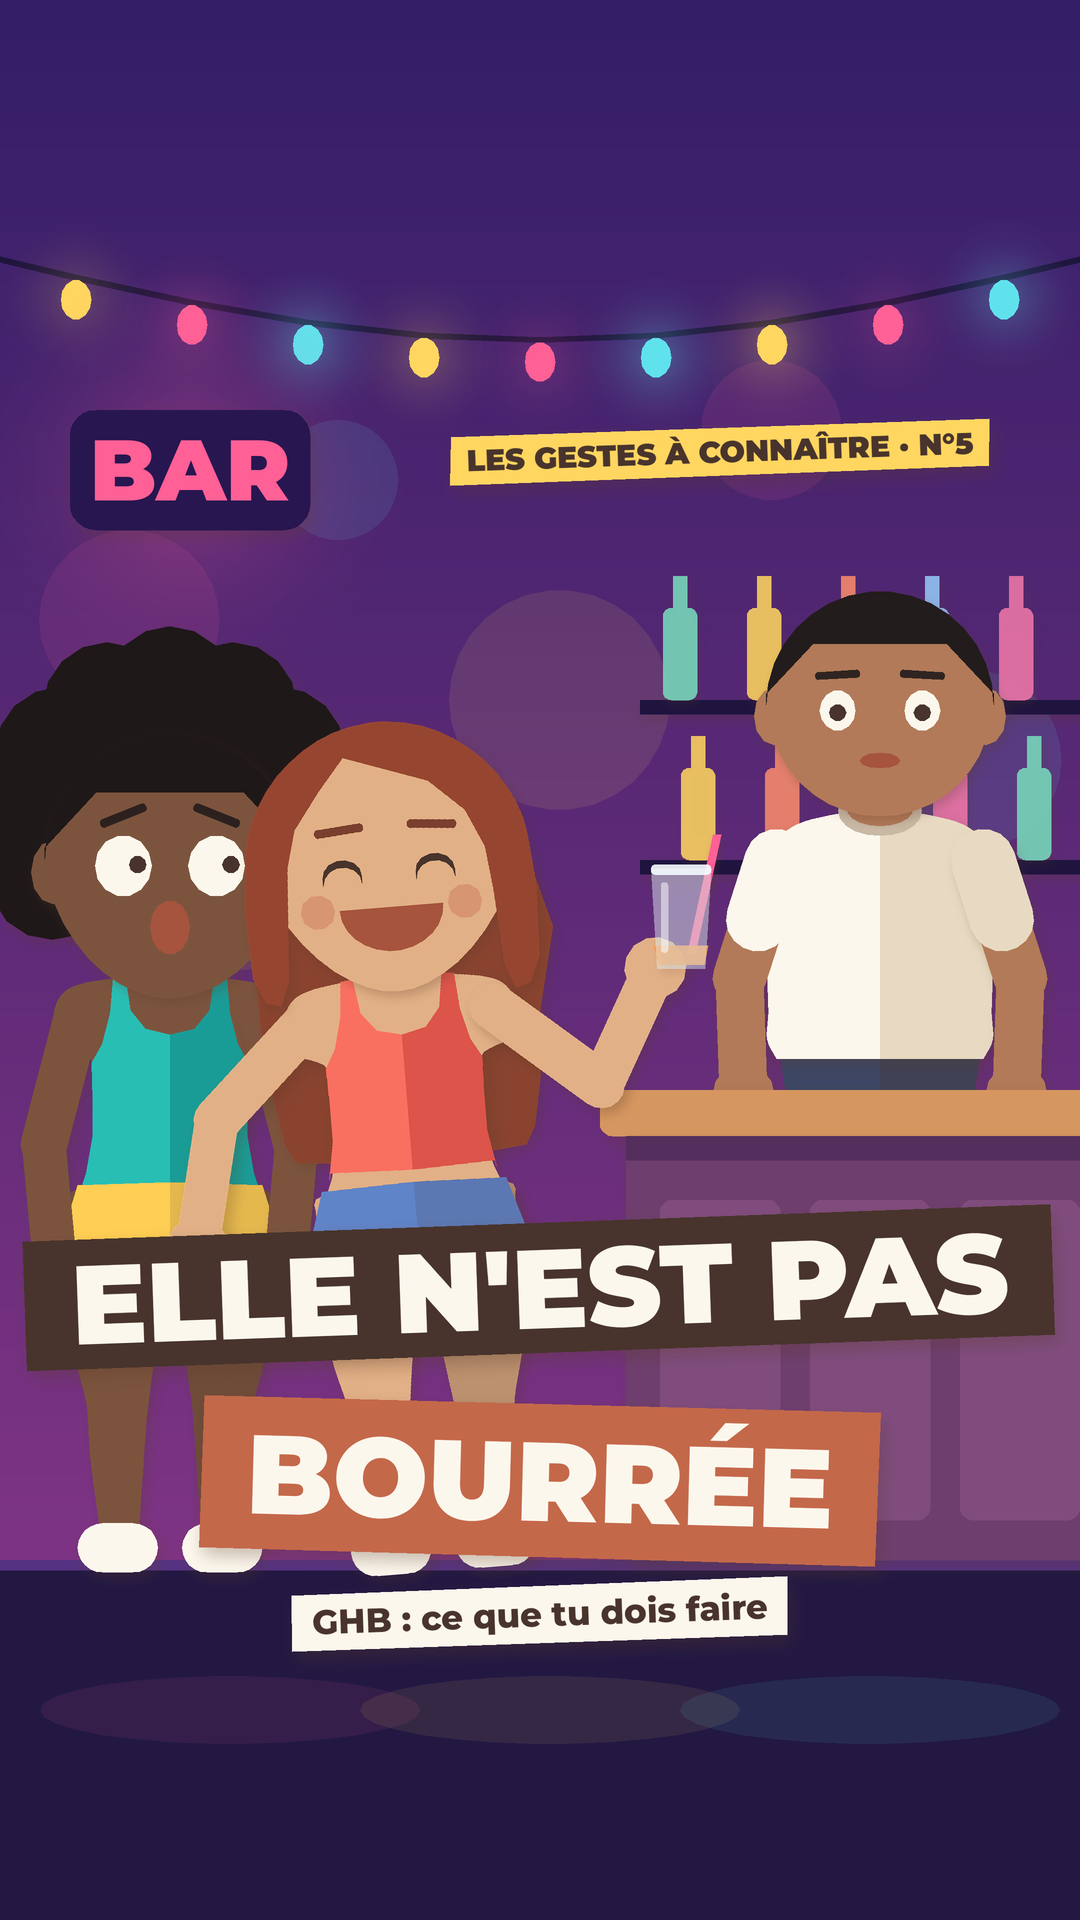 BAR
LES GESTES À CONNAÎTRE • N°5
ELLE N'EST PAS
BOURRÉE
GHB : ce que tu dois faire